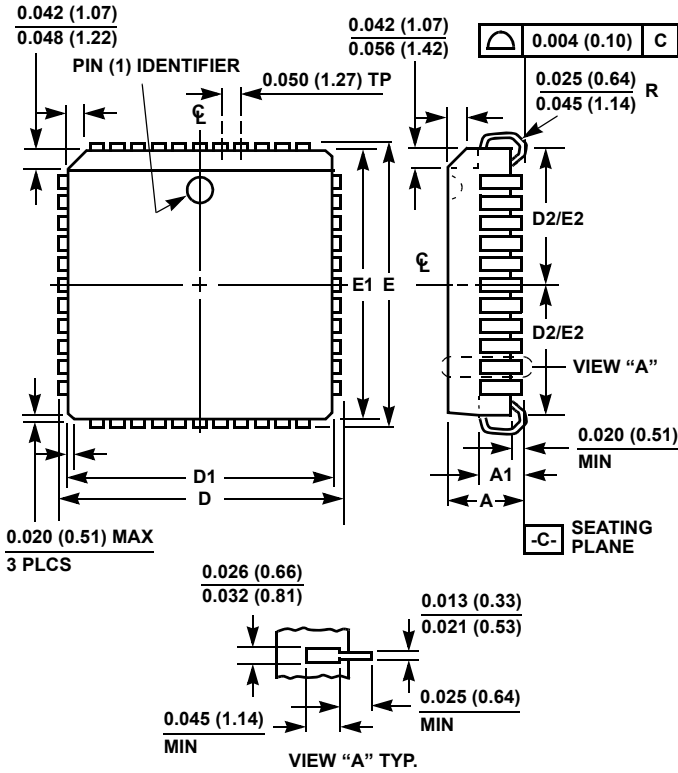 0.042 (1.07)
0.048 (1.22)
0.042 (1.07)
0.056 (1.42)
0.004 (0.10) C
PIN (1) IDENTIFIER
0.050 (1.27) TP
0.025 (0.64)
0.045 (1.14)
R
℄
D2/E2
℄
E1 E
D2/E2
VIEW “A”
0.020 (0.51)
MIN
D1
A1
D
A
0.020 (0.51) MAX
3 PLCS
-C- SEATING
PLANE
0.026 (0.66)
0.032 (0.81)
0.013 (0.33)
0.021 (0.53)
0.045 (1.14)
MIN
0.025 (0.64)
MIN
VIEW “A” TYP.